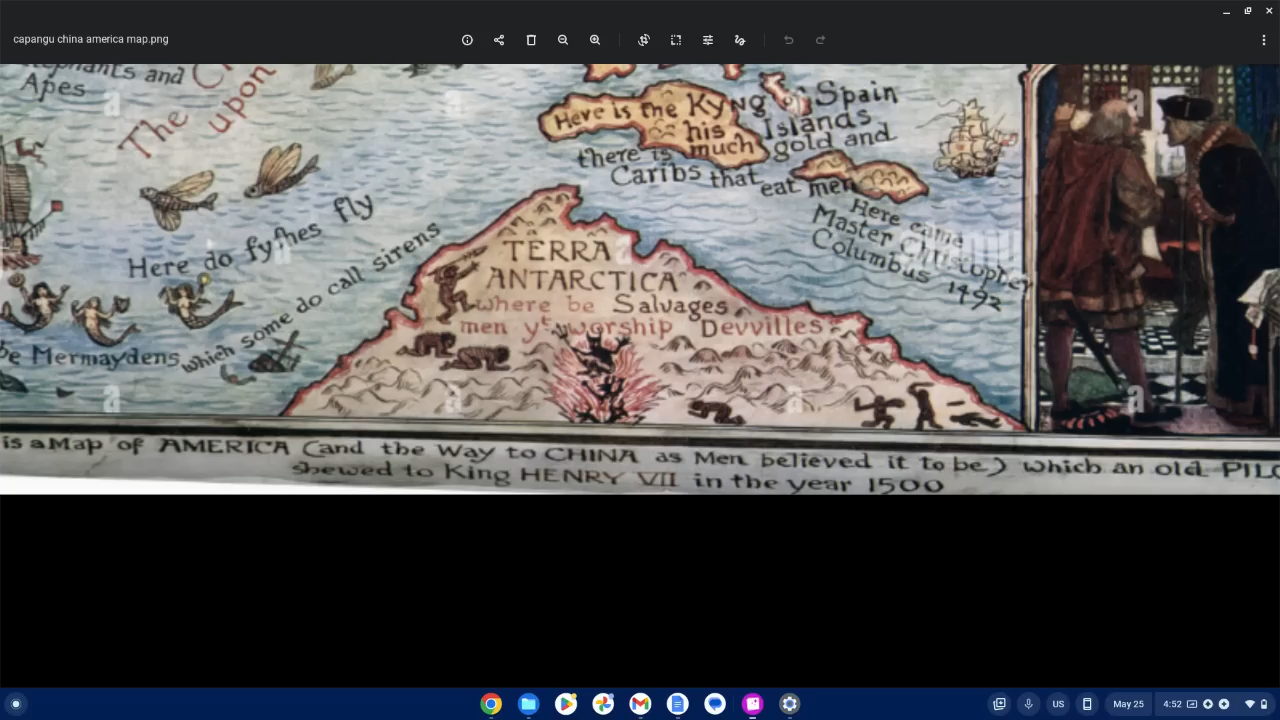 capangu china america map.png
Elephants and
Apes
The
upon
Here is the Kyng of Spain
his Islands
there is much gold and
Caribs that eat men
Here came
Master Christopher
Columbus 1492
Here do fyshes fly
be Mermaydens which some do call sirens
TERRA
ANTARCTICA
where be Salvages
men yt worship Devvilles
is a Map of AMERICA (and the Way to CHINA as Men believed it to be) which an old
shewed to King HENRY VII in the year 1500
a
a
a
a
a
a
alamy
US
May 25
4:52